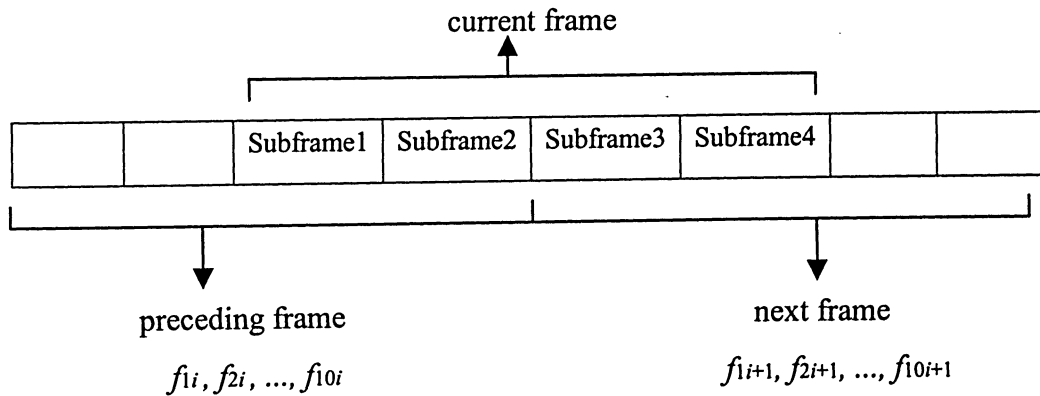 current frame
Subframe1 Subframe2 Subframe3 Subframe4
preceding frame next frame
f1i, f2i, ..., f10i f1i+1, f2i+1, ..., f10i+1